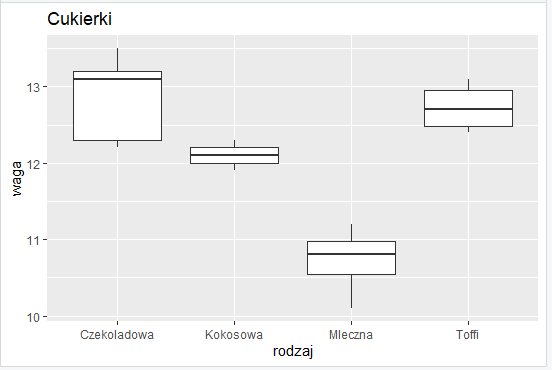 Cukierki
13
12
11
10
waga
Czekoladowa Kokosowa Mleczna Toffi
rodzaj